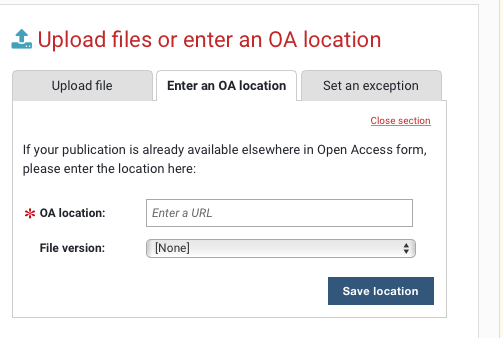 Upload files or enter an OA location
Upload file
Enter an OA location
Set an exception
Close section
If your publication is already available elsewhere in Open Access form,
please enter the location here:
* OA location:
Enter a URL
File version:
[None]
Save location